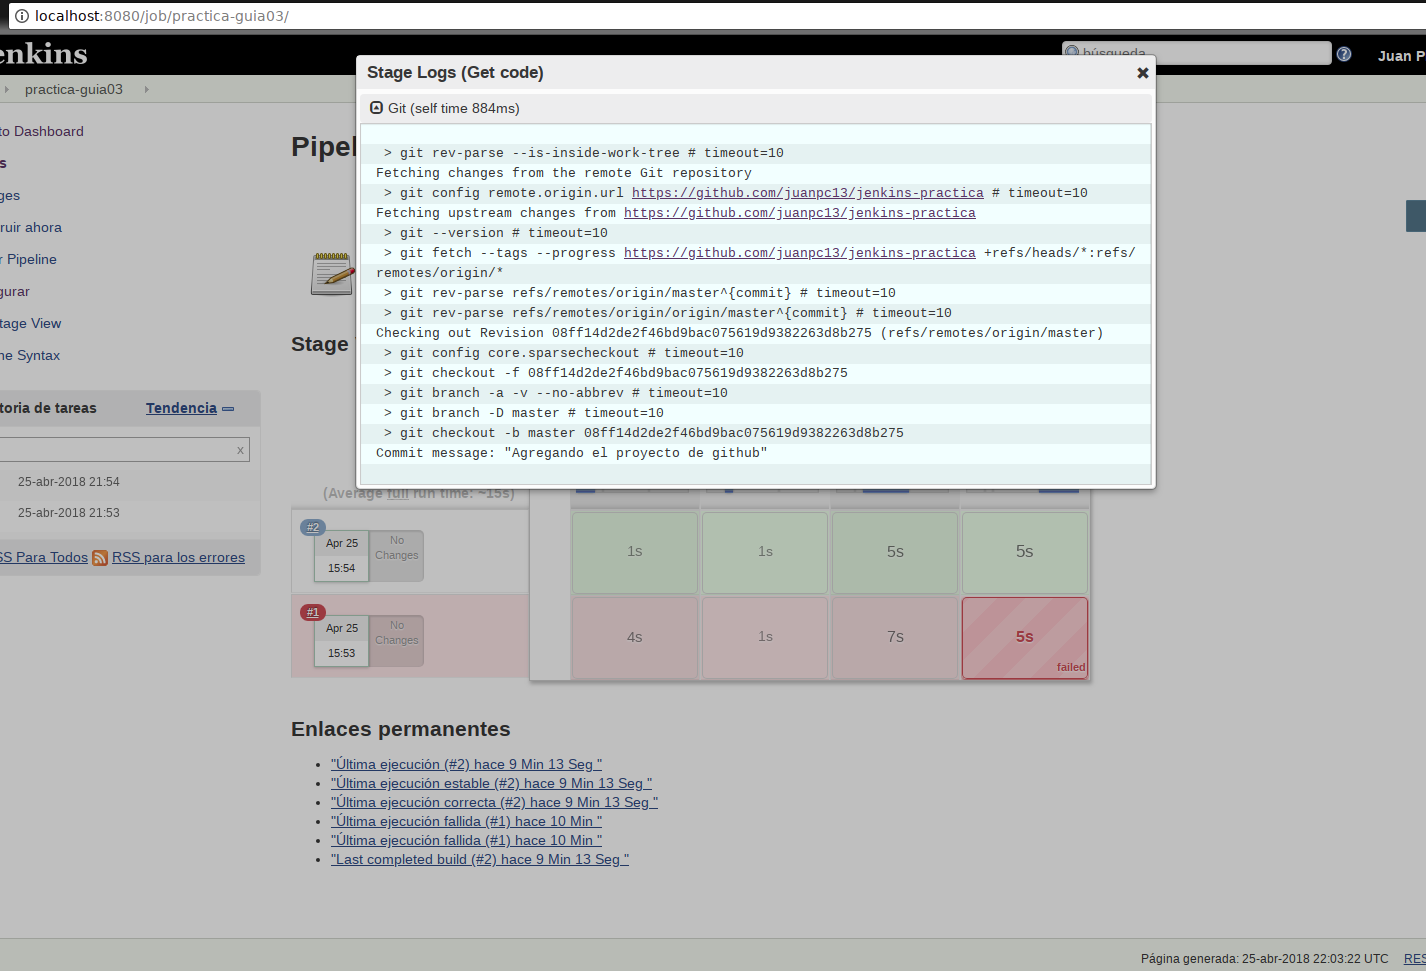 localhost:8080/job/practica-guia03/
enkins
búsqueda
Juan P
practica-guia03
to Dashboard
s
ges
ruir ahora
r Pipeline
gurar
tage View
ne Syntax
toria de tareas
Tendencia
x
25-abr-2018 21:54
25-abr-2018 21:53
SS Para Todos
RSS para los errores
Pipel
Stage
Stage Logs (Get code)
Git (self time 884ms)
> git rev-parse --is-inside-work-tree # timeout=10
Fetching changes from the remote Git repository
> git config remote.origin.url https://github.com/juanpc13/jenkins-practica # timeout=10
Fetching upstream changes from https://github.com/juanpc13/jenkins-practica
> git --version # timeout=10
> git fetch --tags --progress https://github.com/juanpc13/jenkins-practica +refs/heads/*:refs/
remotes/origin/*
> git rev-parse refs/remotes/origin/master^{commit} # timeout=10
> git rev-parse refs/remotes/origin/origin/master^{commit} # timeout=10
Checking out Revision 08ff14d2de2f46bd9bac075619d9382263d8b275 (refs/remotes/origin/master)
> git config core.sparsecheckout # timeout=10
> git checkout -f 08ff14d2de2f46bd9bac075619d9382263d8b275
> git branch -a -v --no-abbrev # timeout=10
> git branch -D master # timeout=10
> git checkout -b master 08ff14d2de2f46bd9bac075619d9382263d8b275
Commit message: "Agregando el proyecto de github"
(Average full run time: ~15s)
#2
Apr 25
15:54
No
Changes
1s
1s
5s
5s
#1
Apr 25
15:53
No
Changes
4s
1s
7s
5s
failed
Enlaces permanentes
"Última ejecución (#2) hace 9 Min 13 Seg "
"Última ejecución estable (#2) hace 9 Min 13 Seg "
"Última ejecución correcta (#2) hace 9 Min 13 Seg "
"Última ejecución fallida (#1) hace 10 Min "
"Última ejecución fallida (#1) hace 10 Min "
"Last completed build (#2) hace 9 Min 13 Seg "
Página generada: 25-abr-2018 22:03:22 UTC
RES